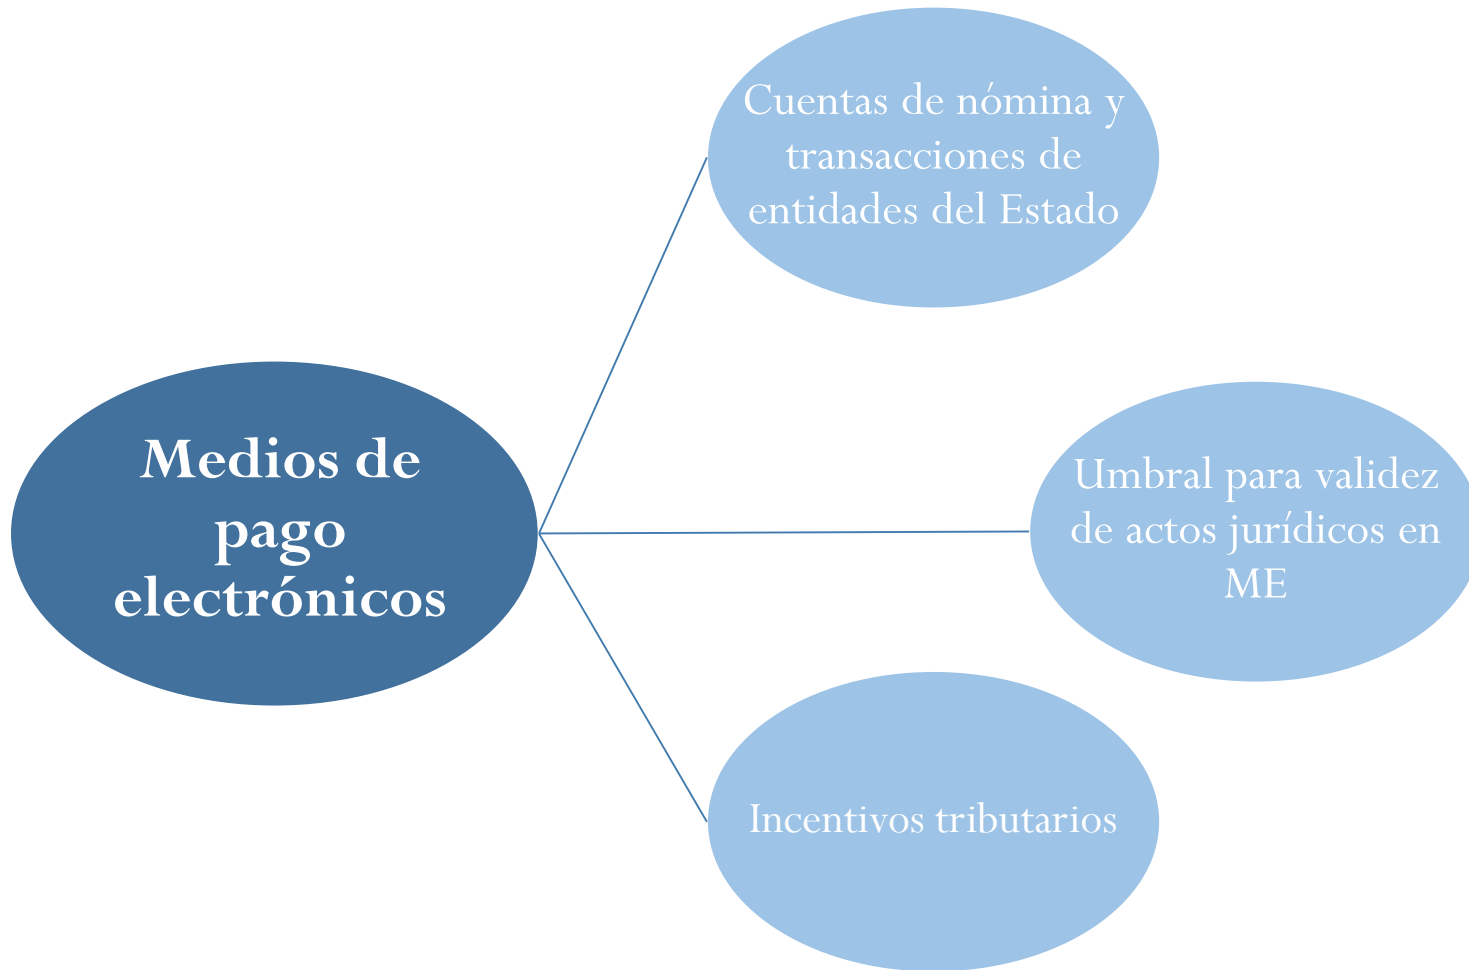 Cuentas de nómina y
transacciones de
entidades del Estado
Medios de
pago
electrónicos
Umbral para validez
de actos jurídicos en
ME
Incentivos tributarios